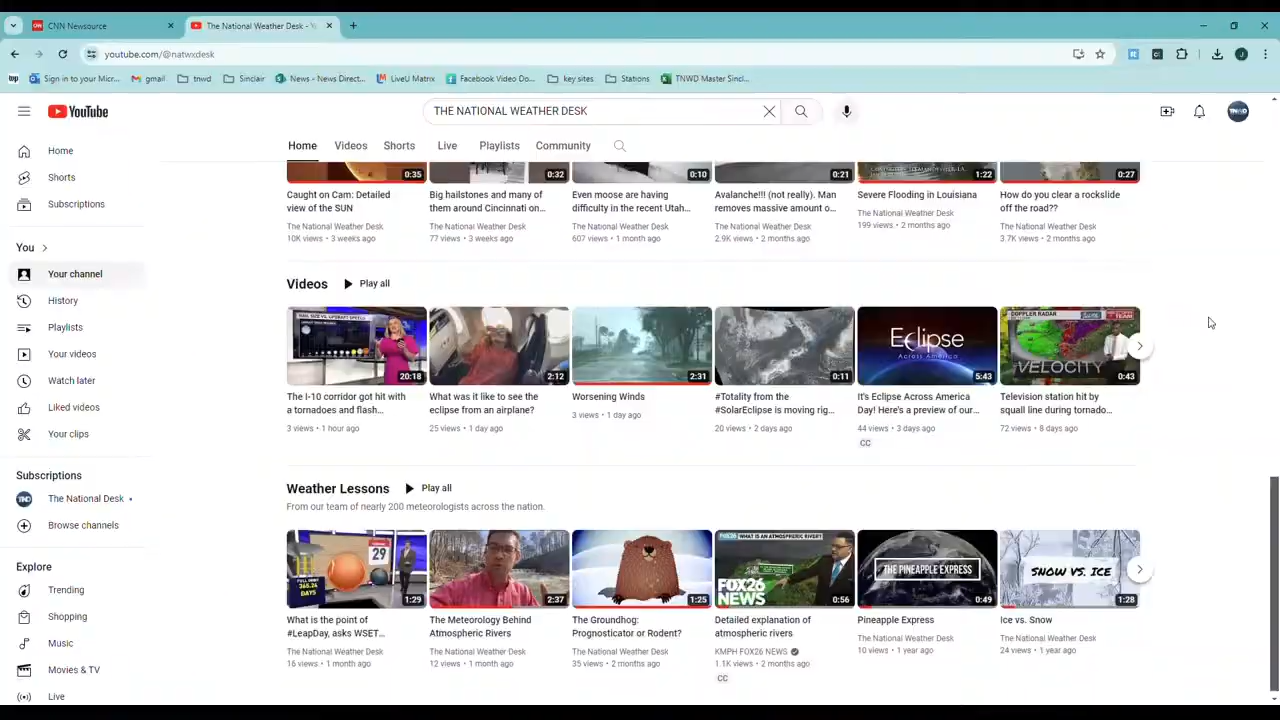 CNN Newsource
The National Weather Desk - Yo
youtube.com/@natwxdesk
Sign in to your Micr...
gmail
tnwd
Sinclair
News - News Direct...
LiveU Matrix
Facebook Video Do...
key sites
Stations
TNWD Master Sincl...
YouTube
THE NATIONAL WEATHER DESK
Home
Videos
Shorts
Live
Playlists
Community
Home
Shorts
Subscriptions
You
Your channel
History
Playlists
Your videos
Watch later
Liked videos
Your clips
Subscriptions
The National Desk
Browse channels
Explore
Trending
Shopping
Music
Movies & TV
Live
0:35
Caught on Cam: Detailed
view of the SUN
The National Weather Desk
10K views • 3 weeks ago
0:32
Big hailstones and many of
them around Cincinnati on...
The National Weather Desk
77 views • 3 weeks ago
0:10
Even moose are having
difficulty in the recent Utah...
The National Weather Desk
607 views • 1 month ago
0:21
Avalanche!!! (not really). Man
removes massive amount o...
The National Weather Desk
2.9K views • 2 months ago
1:22
Severe Flooding in Louisiana
The National Weather Desk
199 views • 2 months ago
0:27
How do you clear a rockslide
off the road??
The National Weather Desk
3.7K views • 2 months ago
Videos
Play all
20:18
The I-10 corridor got hit with
a tornadoes and flash...
3 views • 1 hour ago
2:12
What was it like to see the
eclipse from an airplane?
25 views • 1 day ago
2:31
Worsening Winds
3 views • 1 day ago
0:11
#Totality from the
#SolarEclipse is moving rig...
20 views • 2 days ago
Eclipse
Across America
5:43
It's Eclipse Across America
Day! Here's a preview of our...
44 views • 3 days ago
CC
DOPPLER RADAR
VELOCITY
0:43
Television station hit by
squall line during tornado...
72 views • 8 days ago
Weather Lessons
Play all
From our team of nearly 200 meteorologists across the nation.
29
365.24
DAYS
1:29
What is the point of
#LeapDay, asks WSET...
The National Weather Desk
16 views • 1 month ago
2:37
The Meteorology Behind
Atmospheric Rivers
The National Weather Desk
12 views • 1 month ago
1:25
The Groundhog:
Prognosticator or Rodent?
The National Weather Desk
35 views • 2 months ago
WHAT IS AN ATMOSPHERIC RIVER?
FOX26
NEWS
0:56
Detailed explanation of
atmospheric rivers
KMPH FOX26 NEWS
1.1K views • 2 months ago
CC
THE PINEAPPLE EXPRESS
0:49
Pineapple Express
The National Weather Desk
10 views • 1 year ago
SNOW VS. ICE
1:28
Ice vs. Snow
The National Weather Desk
24 views • 1 year ago